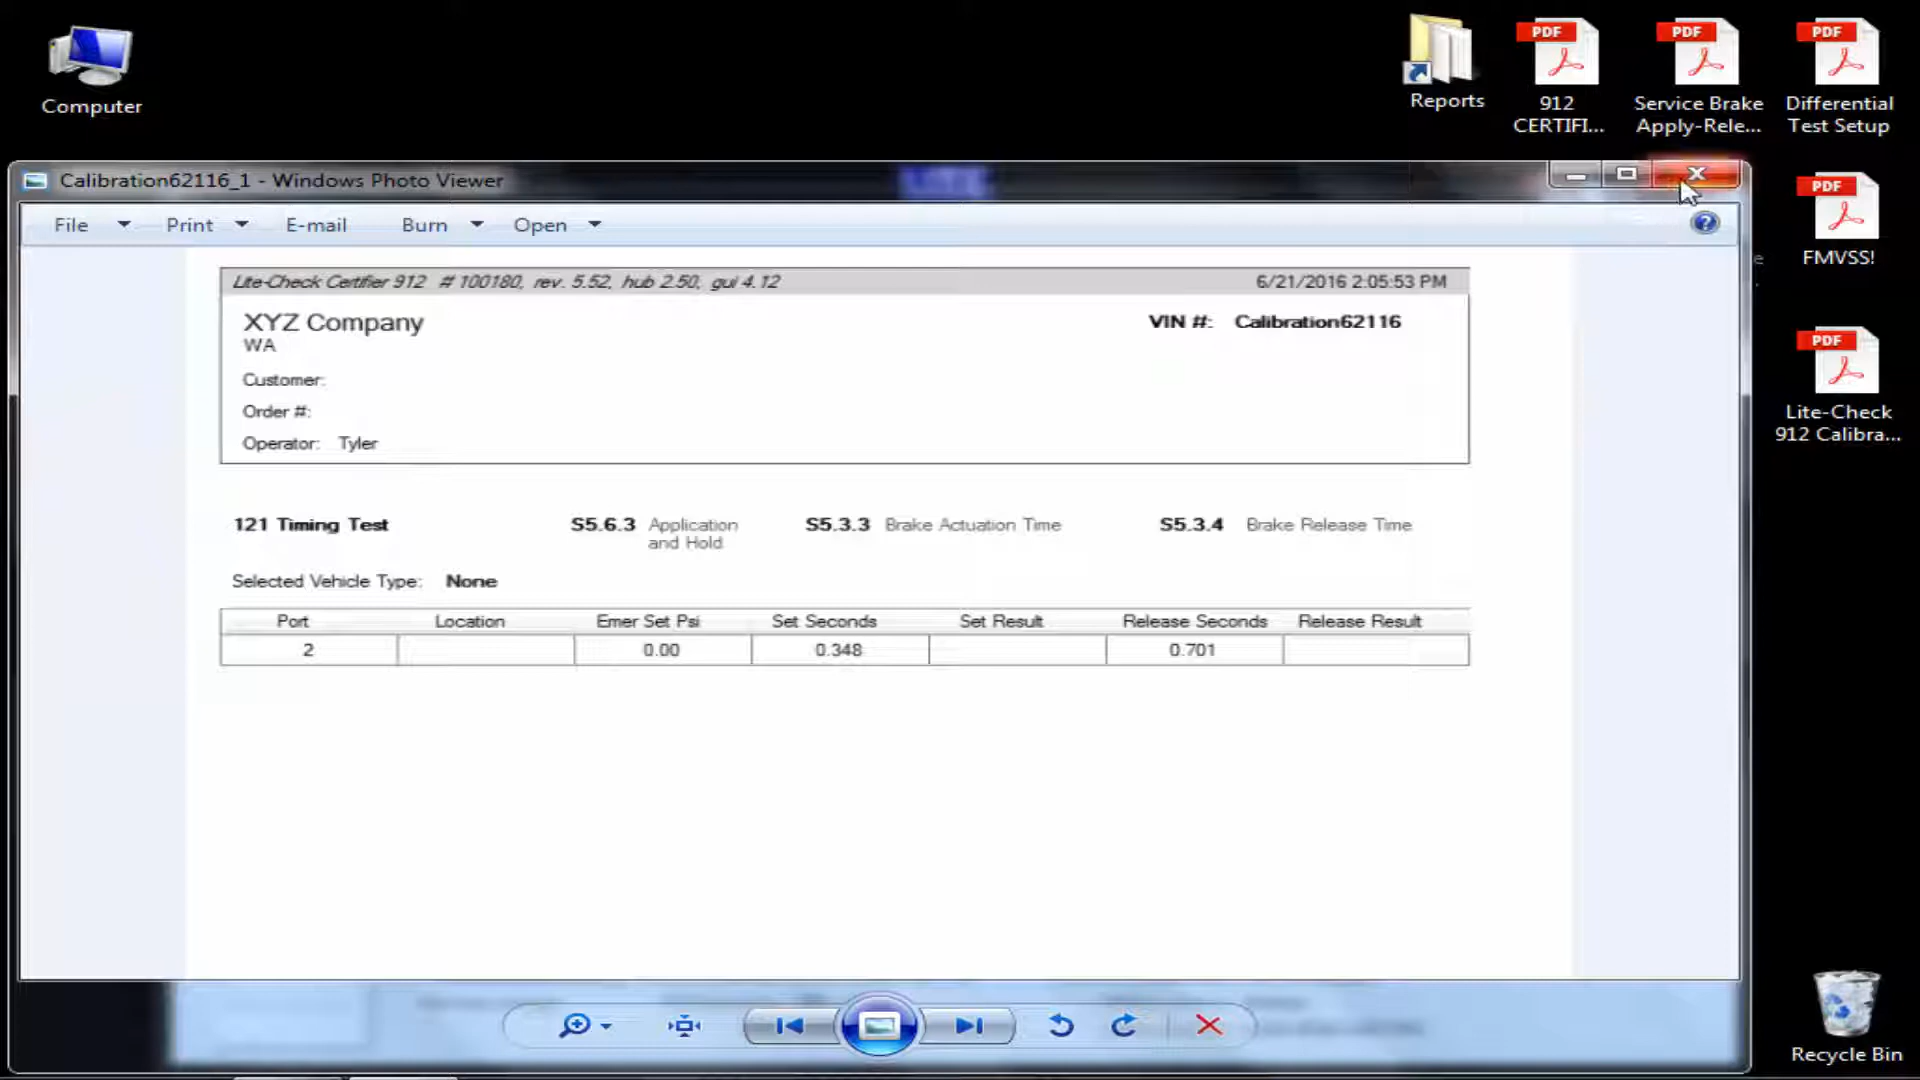 Computer
Reports
PDF
912
CERTIFI...
PDF
Service Brake
Apply-Rele...
PDF
Differential
Test Setup
Calibration62116_1 - Windows Photo Viewer
File
Print
E-mail
Burn
Open
PDF
FMVSS!
Lite-Check Certifier 912 # 100180, rev. 5.52, hub 2.50, gui 4.12
6/21/2016 2:05:53 PM
XYZ Company
WA
VIN #: Calibration62116
Customer:
Order #:
Operator: Tyler
PDF
Lite-Check
912 Calibra...
121 Timing Test
S5.6.3 Application
and Hold
S5.3.3 Brake Actuation Time
S5.3.4 Brake Release Time
Selected Vehicle Type: None
Port Location Emer Set Psi Set Seconds Set Result Release Seconds Release Result
2 0.00 0.348 0.701
Recycle Bin